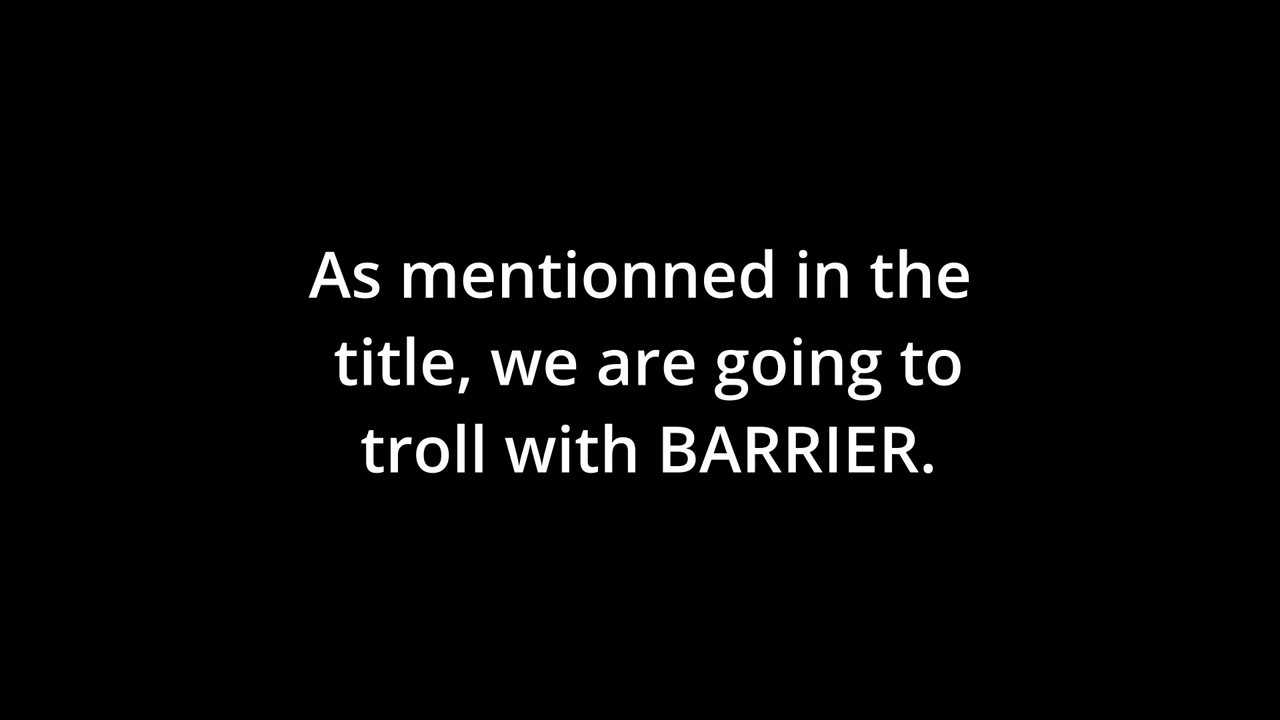 As mentionned in the
title, we are going to
troll with BARRIER.